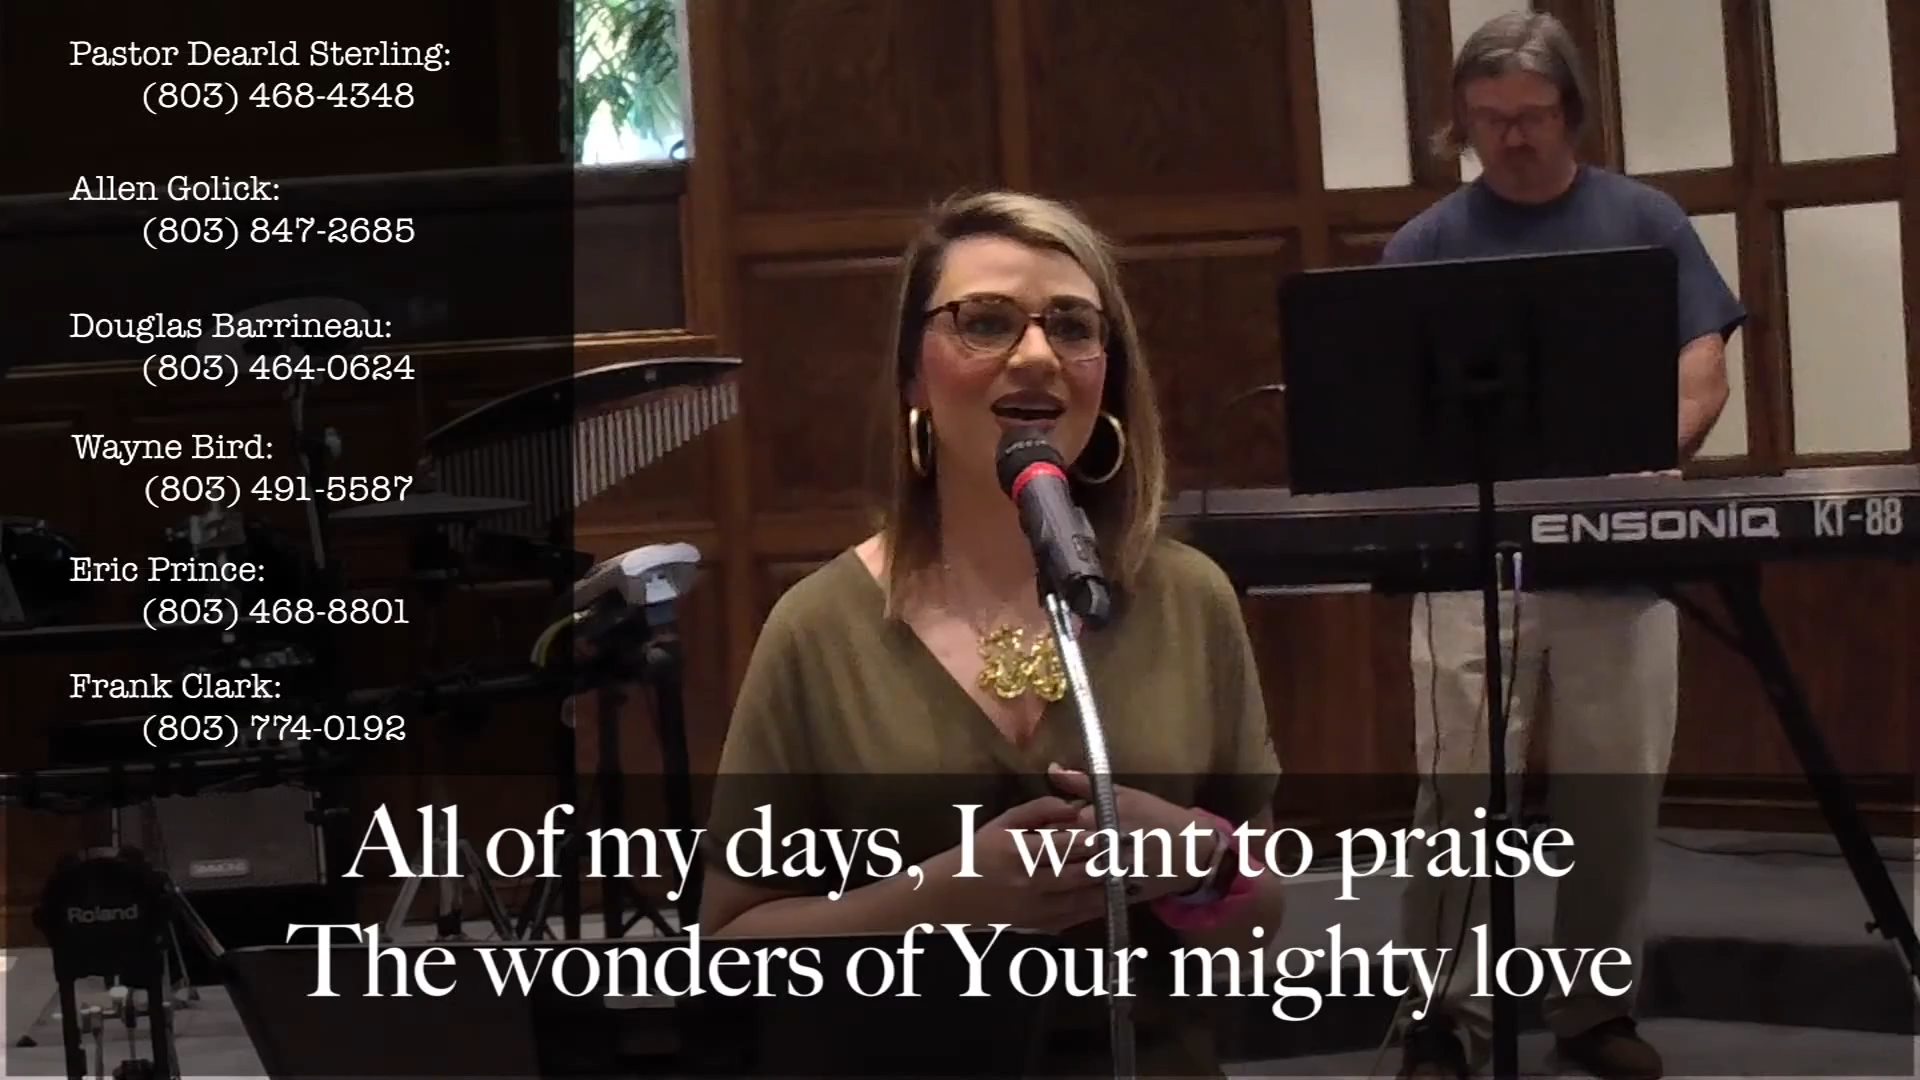 Pastor Dearld Sterling:
(803) 468-4348
Allen Golick:
(803) 847-2685
Douglas Barrineau:
(803) 464-0624
Wayne Bird:
(803) 491-5587
Eric Prince:
(803) 468-8801
Frank Clark:
(803) 774-0192
ENSONIQ KT-88
SIMMONS
Roland
All of my days, I want to praise
The wonders of Your mighty love